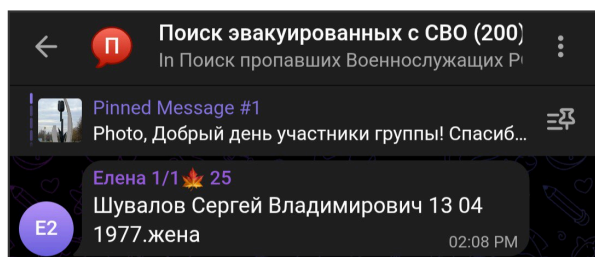 П
Поиск эвакуированных с СВО (200)
In Поиск пропавших Военнослужащих
Pinned Message #1
Photo, Добрый день участники группы! Спасиб...
Елена 1/1🍁 25
Шувалов Сергей Владимирович 13 04
1977.жена
E2
02:08 PM